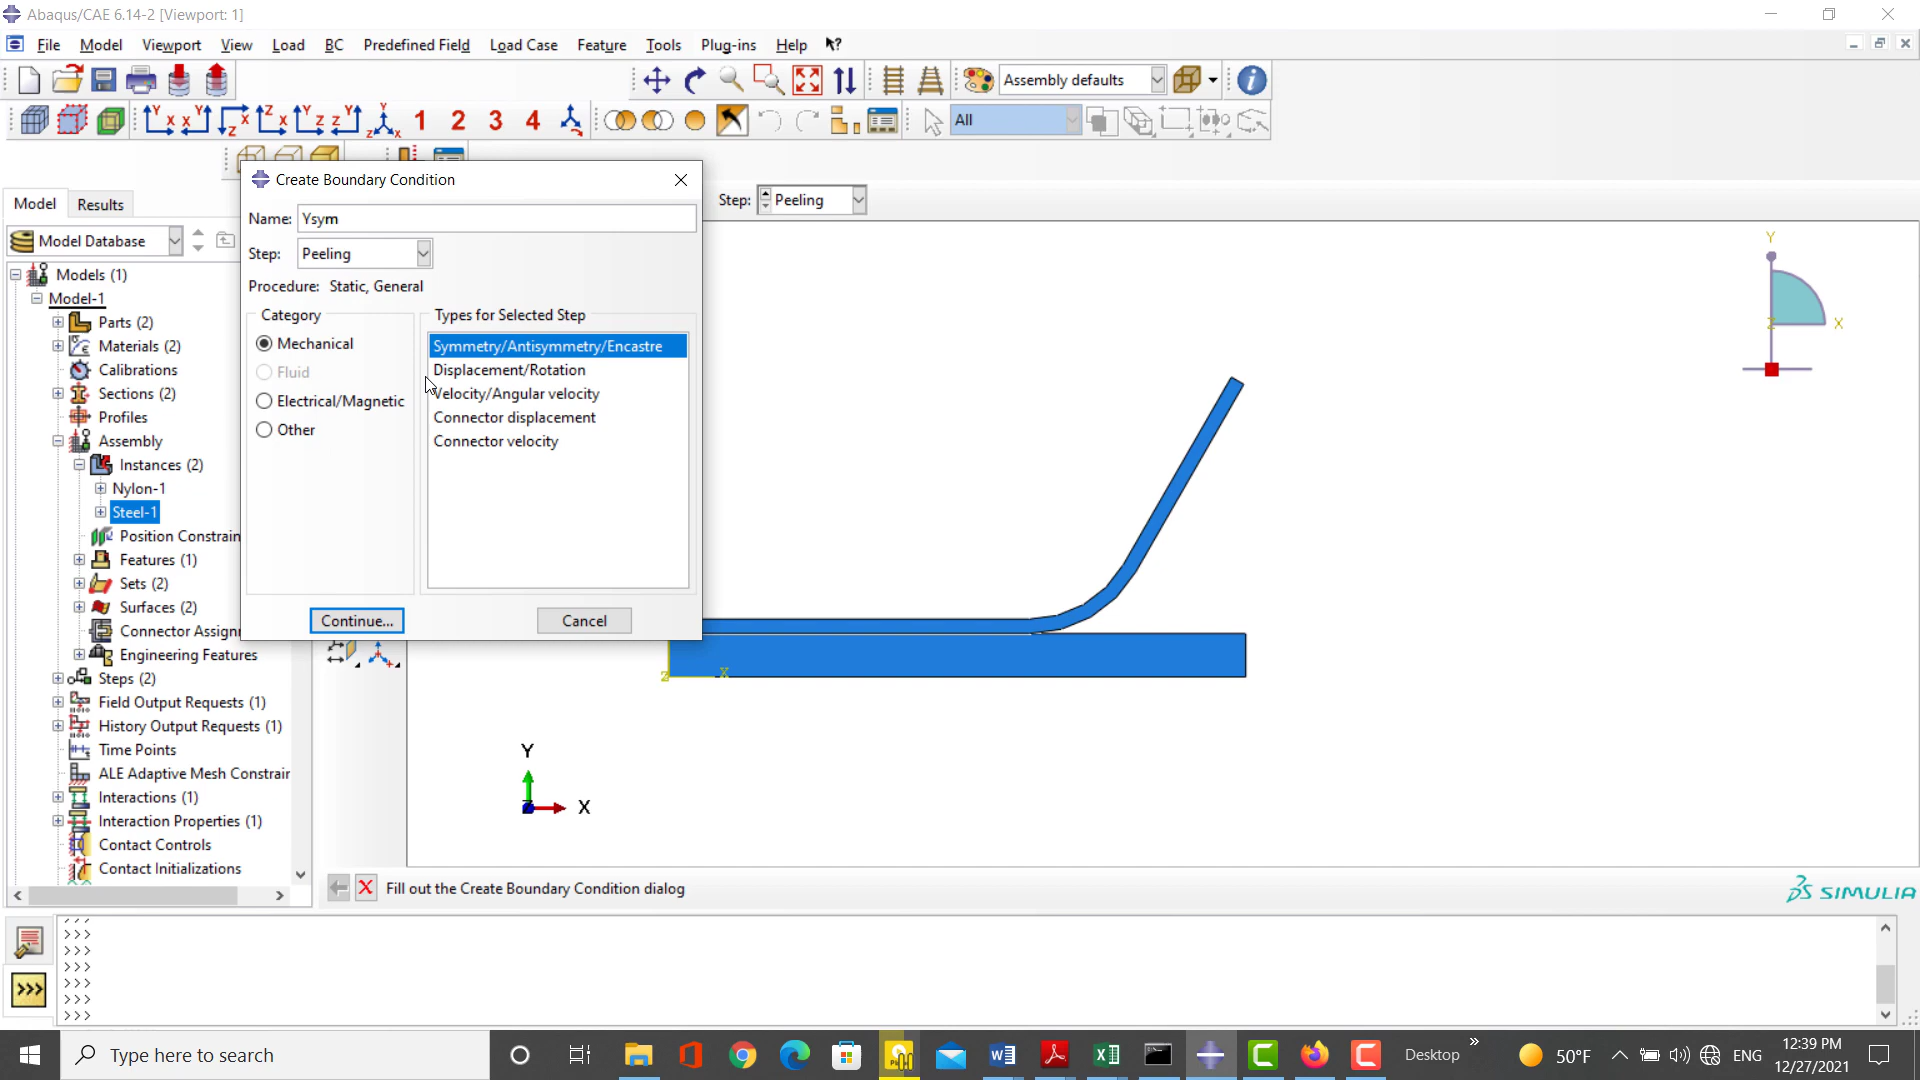 Abaqus/CAE 6.14-2 [Viewport: 1]
File Model Viewport View Load BC Predefined Field Load Case Feature Tools Plug-ins Help
Assembly defaults
1 2 3 4
All
Create Boundary Condition
Name: Ysym
Step: Peeling
Procedure: Static, General
Category
Mechanical
Fluid
Electrical/Magnetic
Other
Types for Selected Step
Symmetry/Antisymmetry/Encastre
Displacement/Rotation
Velocity/Angular velocity
Connector displacement
Connector velocity
Continue...
Cancel
Step: Peeling
Model Results
Model Database
Models (1)
Model-1
Parts (2)
Materials (2)
Calibrations
Sections (2)
Profiles
Assembly
Instances (2)
Nylon-1
Steel-1
Position Constrain
Features (1)
Sets (2)
Surfaces (2)
Connector Assign
Engineering Features
Steps (2)
Field Output Requests (1)
History Output Requests (1)
Time Points
ALE Adaptive Mesh Constrain
Interactions (1)
Interaction Properties (1)
Contact Controls
Contact Initializations
Y
X
Z
Z
X
Y
X
Z
Fill out the Create Boundary Condition dialog
SIMULIA
>>>
>>>
>>>
>>>
>>>
>>>
>>>
Type here to search
Desktop
50°F
ENG
12:39 PM
12/27/2021